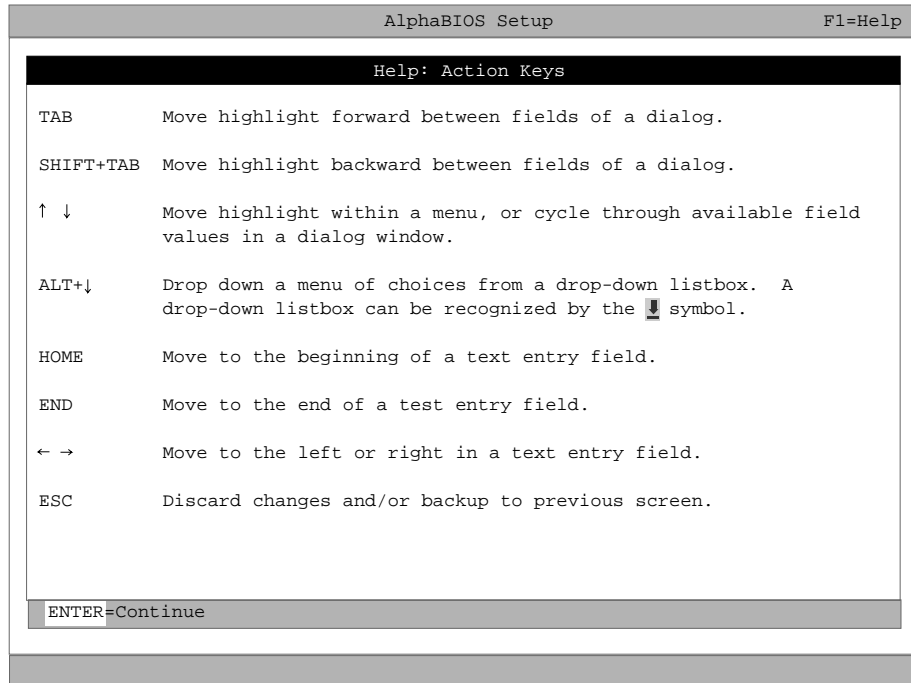 AlphaBIOS Setup F1=Help
Help: Action Keys
TAB Move highlight forward between fields of a dialog.
SHIFT+TAB Move highlight backward between fields of a dialog.
↑ ↓ Move highlight within a menu, or cycle through available field
values in a dialog window.
ALT+↓ Drop down a menu of choices from a drop-down listbox. A
drop-down listbox can be recognized by the ⬇ symbol.
HOME Move to the beginning of a text entry field.
END Move to the end of a test entry field.
← → Move to the left or right in a text entry field.
ESC Discard changes and/or backup to previous screen.
ENTER=Continue